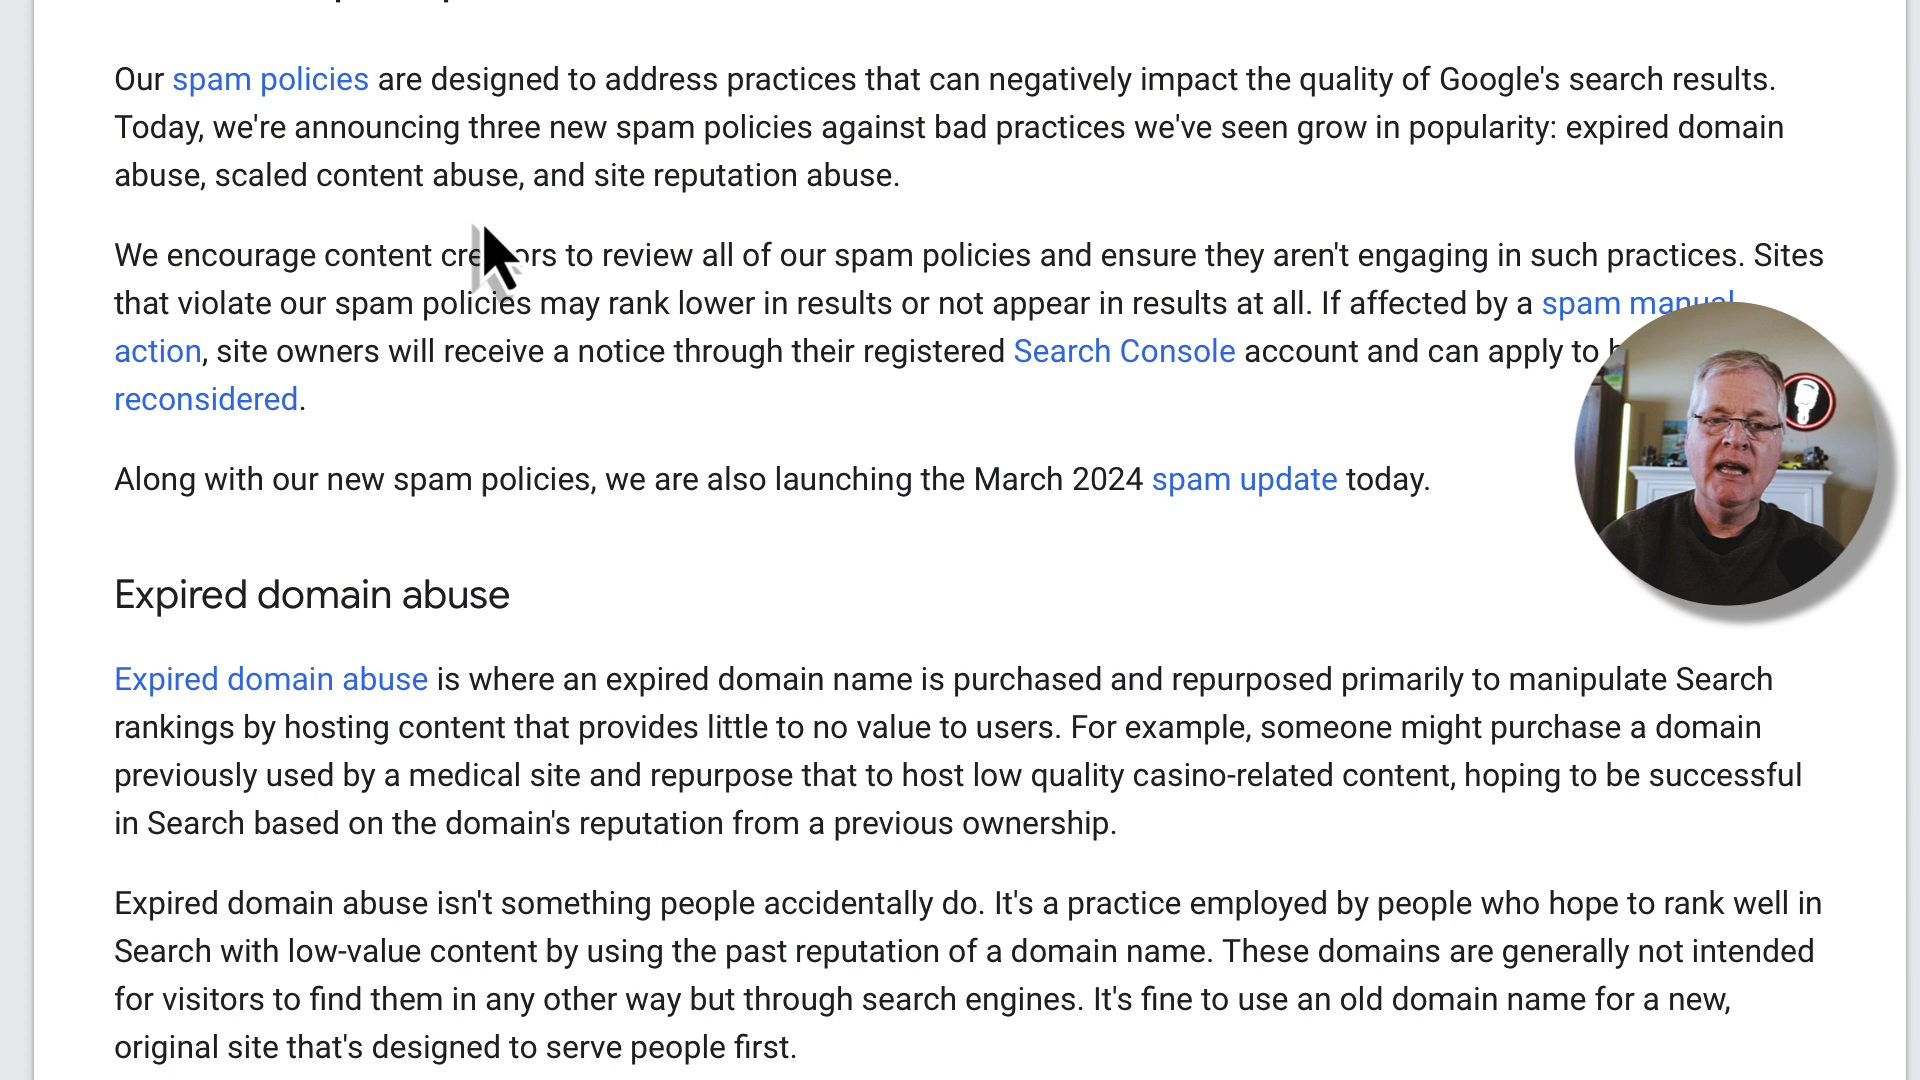 Our spam policies are designed to address practices that can negatively impact the quality of Google's search results.
Today, we're announcing three new spam policies against bad practices we've seen grow in popularity: expired domain
abuse, scaled content abuse, and site reputation abuse.
We encourage content to review all of our spam policies and ensure they aren't engaging in such practices. Sites
that violate our spam policies may rank lower in results or not appear in results at all. If affected by a spam manual
action, site owners will receive a notice through their registered Search Console account and can apply to
reconsidered.
Along with our new spam policies, we are also launching the March 2024 spam update today.
Expired domain abuse
Expired domain abuse is where an expired domain name is purchased and repurposed primarily to manipulate Search
rankings by hosting content that provides little to no value to users. For example, someone might purchase a domain
previously used by a medical site and repurpose that to host low quality casino-related content, hoping to be successful
in Search based on the domain's reputation from a previous ownership.
Expired domain abuse isn't something people accidentally do. It's a practice employed by people who hope to rank well in
Search with low-value content by using the past reputation of a domain name. These domains are generally not intended
for visitors to find them in any other way but through search engines. It's fine to use an old domain name for a new,
original site that's designed to serve people first.